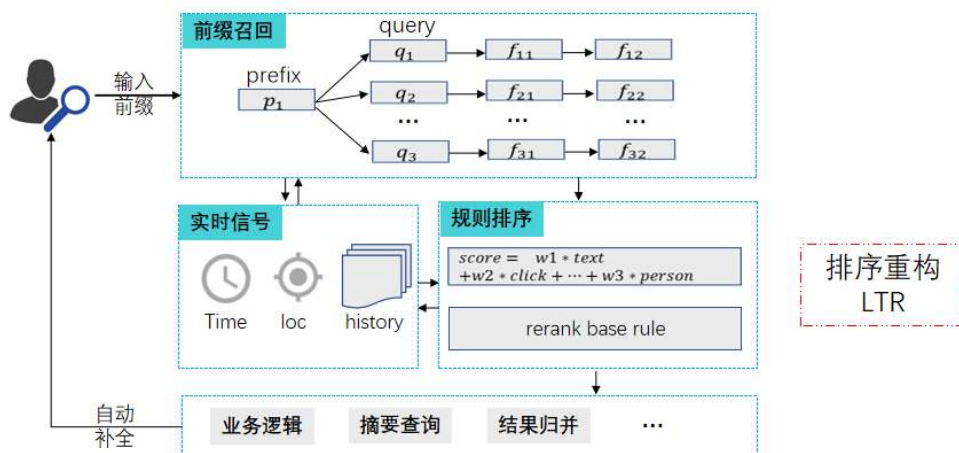 前缀召回
query
q₁
f₁₁
f₁₂
输入
前缀
prefix
p₁
q₂
f₂₁
f₂₂
...
...
...
q₃
f₃₁
f₃₂
实时信号
规则排序
score = w1 * text
+w2 * click + ⋯ + w3 * person
排序重构
LTR
Time
loc
history
rerank base rule
自动
补全
业务逻辑
摘要查询
结果归并
...